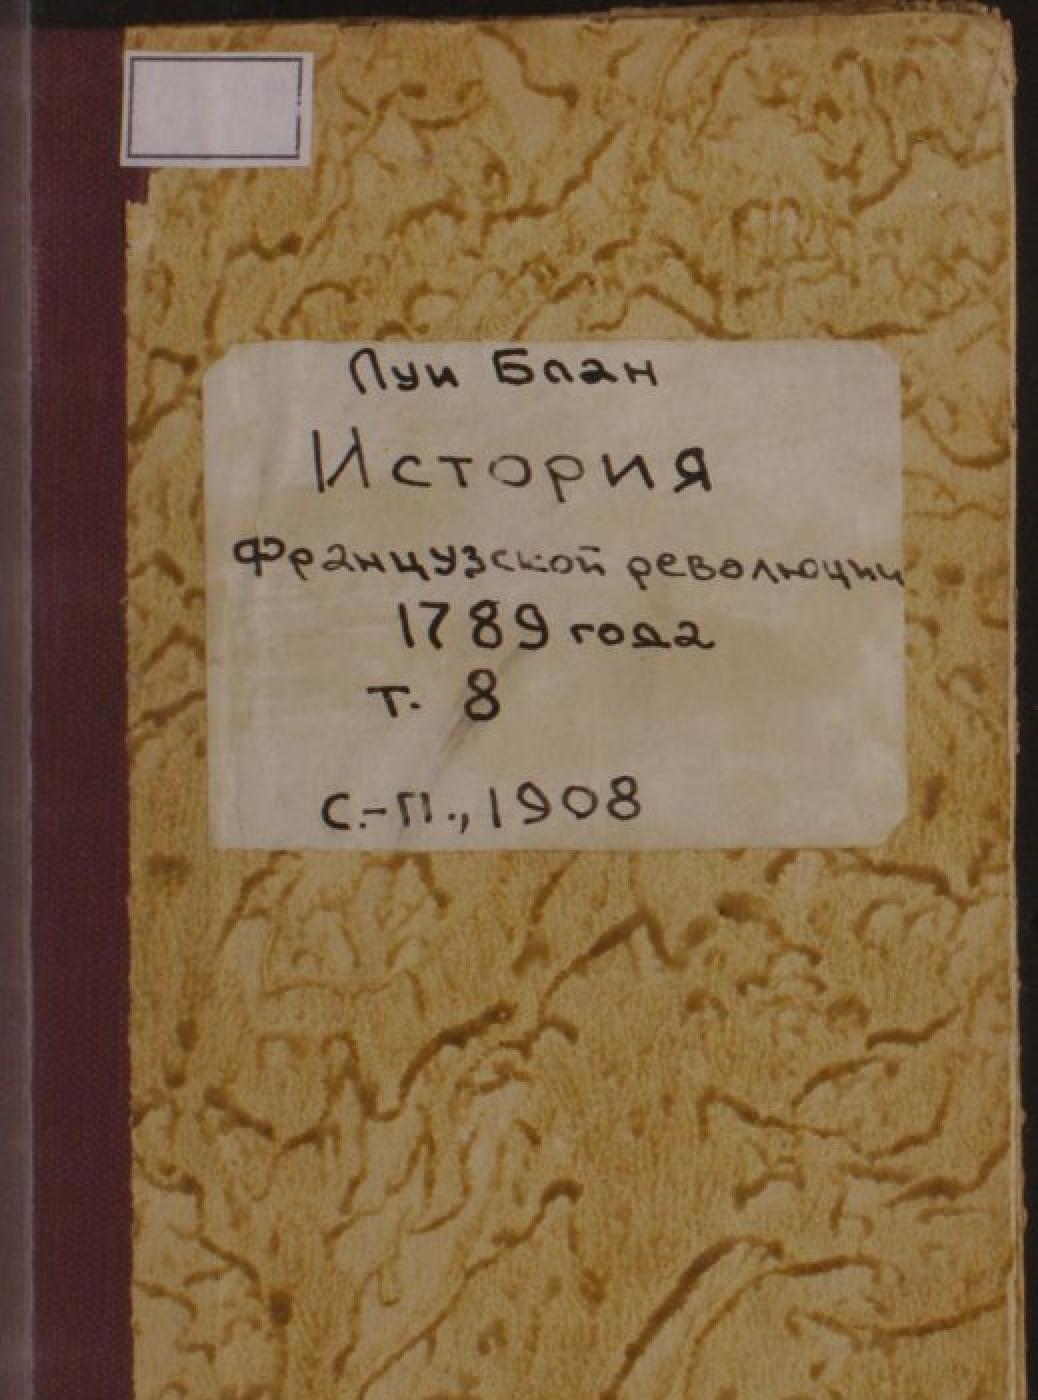 Луи Блан
История
Французской революции
1789 года
т. 8
С.-П., 1908